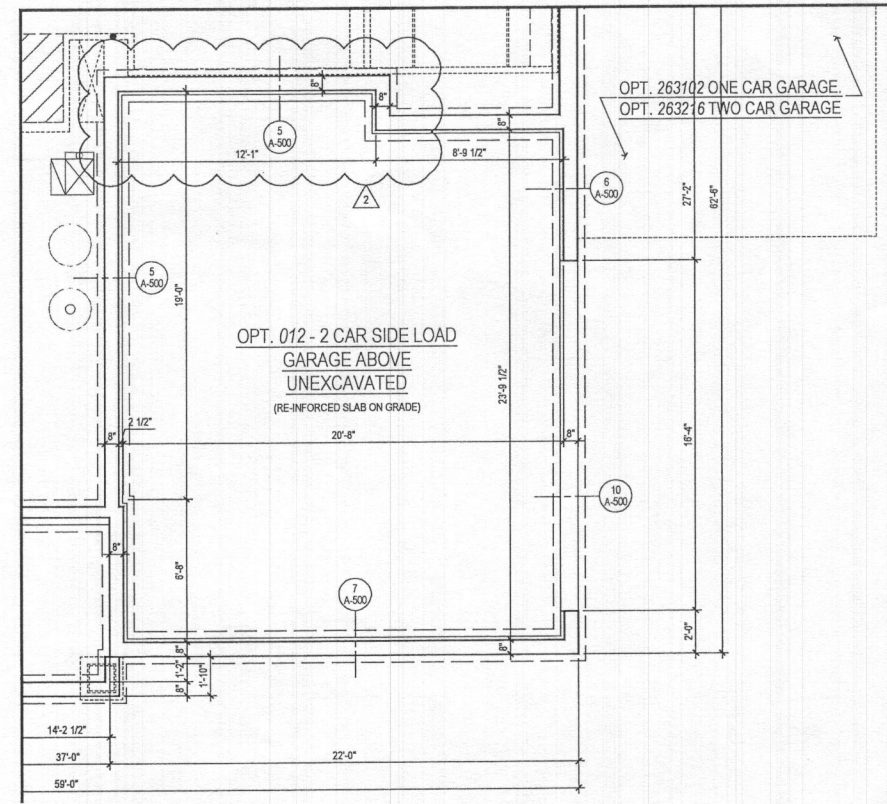 OPT. 263102 ONE CAR GARAGE.
OPT. 263216 TWO CAR GARAGE
8"
8"
8"
5
A-500
12'-1"
8'-9 1/2"
2
6
A-500
27'-2"
62'-6"
5
A-500
19'-0"
OPT. 012 - 2 CAR SIDE LOAD
GARAGE ABOVE
UNEXCAVATED
(RE-INFORCED SLAB ON GRADE)
23'-9 1/2"
2 1/2"
8"
20'-8"
8"
16'-4"
10
A-500
8"
6'-8"
7
A-500
2'-0"
8"
8"
1'-2"
1'-10"
8"
14'-2 1/2"
37'-0"
22'-0"
59'-0"